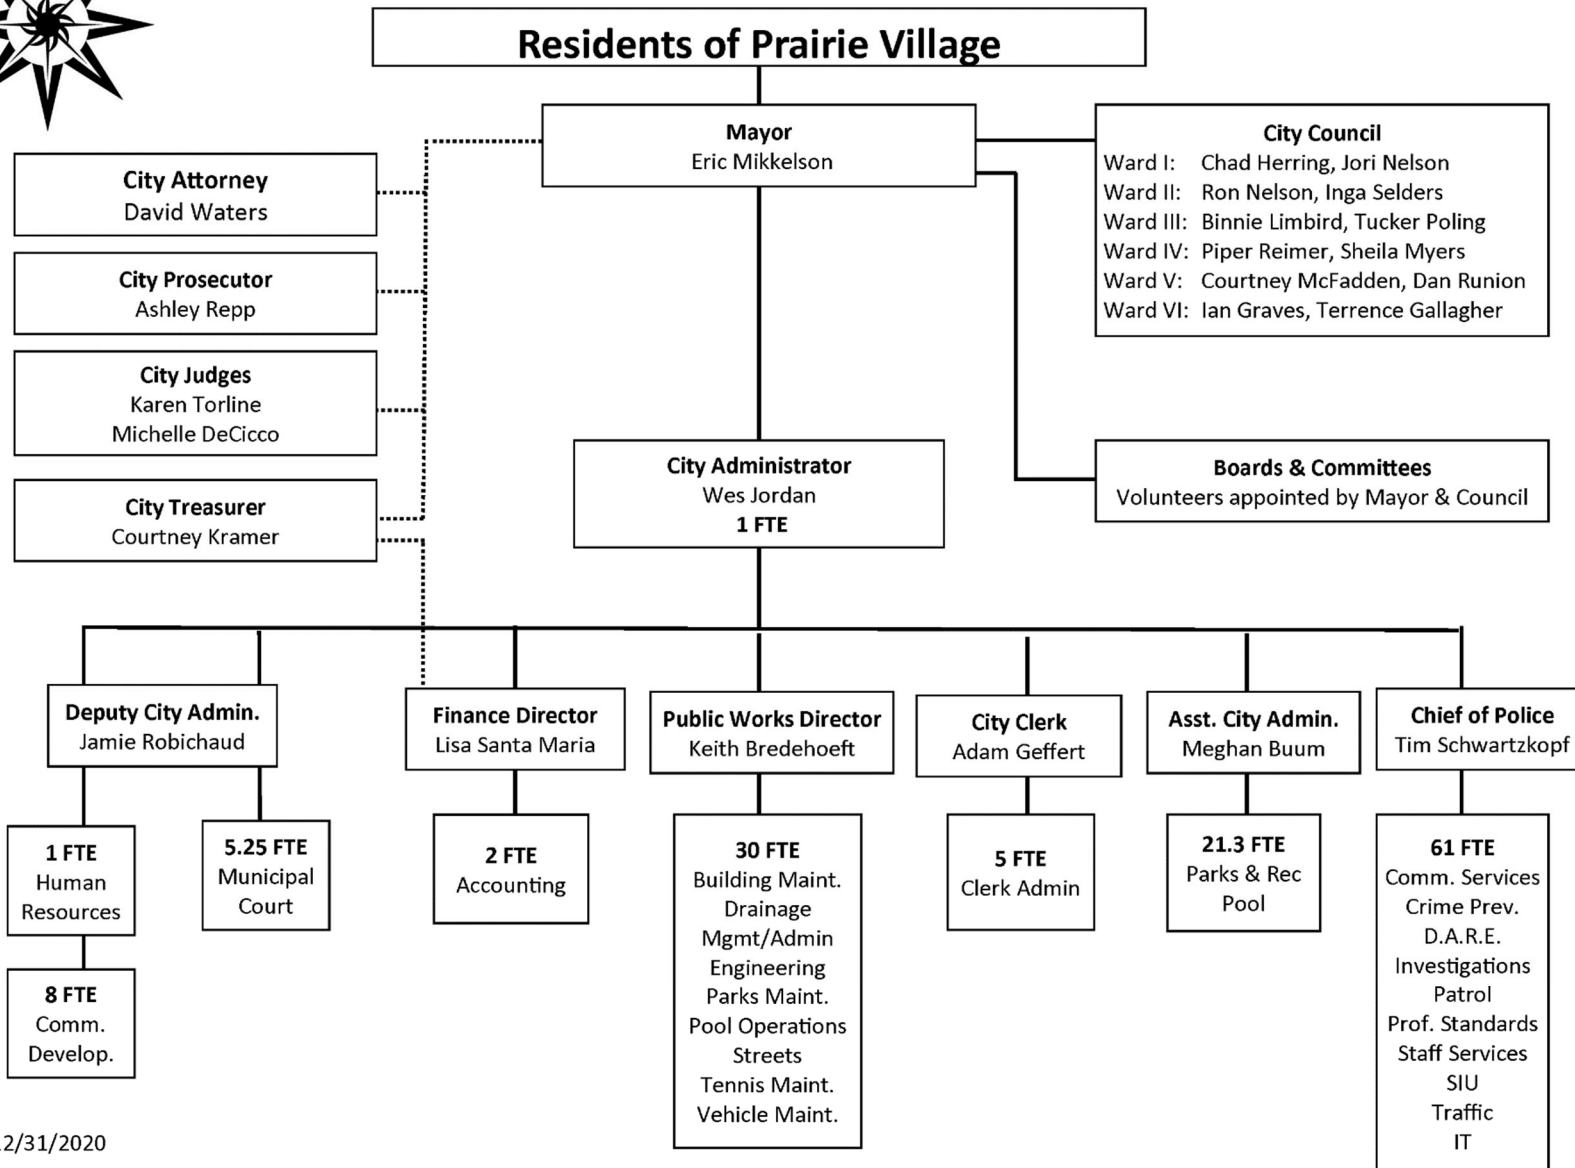 Residents of Prairie Village
Mayor
Eric Mikkelson
City Council
Ward I: Chad Herring, Jori Nelson
Ward II: Ron Nelson, Inga Selders
Ward III: Binnie Limbird, Tucker Poling
Ward IV: Piper Reimer, Sheila Myers
Ward V: Courtney McFadden, Dan Runion
Ward VI: Ian Graves, Terrence Gallagher
City Attorney
David Waters
City Prosecutor
Ashley Repp
City Judges
Karen Torline
Michelle DeCicco
City Treasurer
Courtney Kramer
City Administrator
Wes Jordan
1 FTE
Boards & Committees
Volunteers appointed by Mayor & Council
Deputy City Admin.
Jamie Robichaud
Finance Director
Lisa Santa Maria
Public Works Director
Keith Bredehoeft
City Clerk
Adam Geffert
Asst. City Admin.
Meghan Buum
Chief of Police
Tim Schwartzkopf
1 FTE
Human
Resources
8 FTE
Comm.
Develop.
5.25 FTE
Municipal
Court
2 FTE
Accounting
30 FTE
Building Maint.
Drainage
Mgmt/Admin
Engineering
Parks Maint.
Pool Operations
Streets
Tennis Maint.
Vehicle Maint.
5 FTE
Clerk Admin
21.3 FTE
Parks & Rec
Pool
61 FTE
Comm. Services
Crime Prev.
D.A.R.E.
Investigations
Patrol
Prof. Standards
Staff Services
SIU
Traffic
IT
12/31/2020